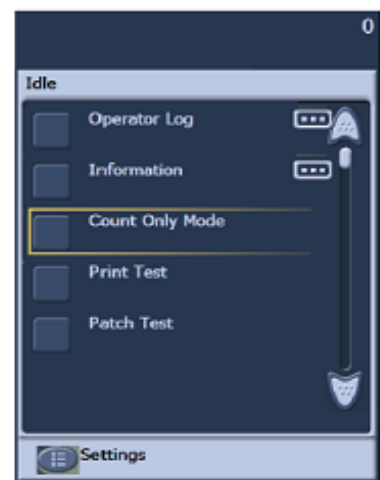 0
Idle
Operator Log
Information
Count Only Mode
Print Test
Patch Test
Settings